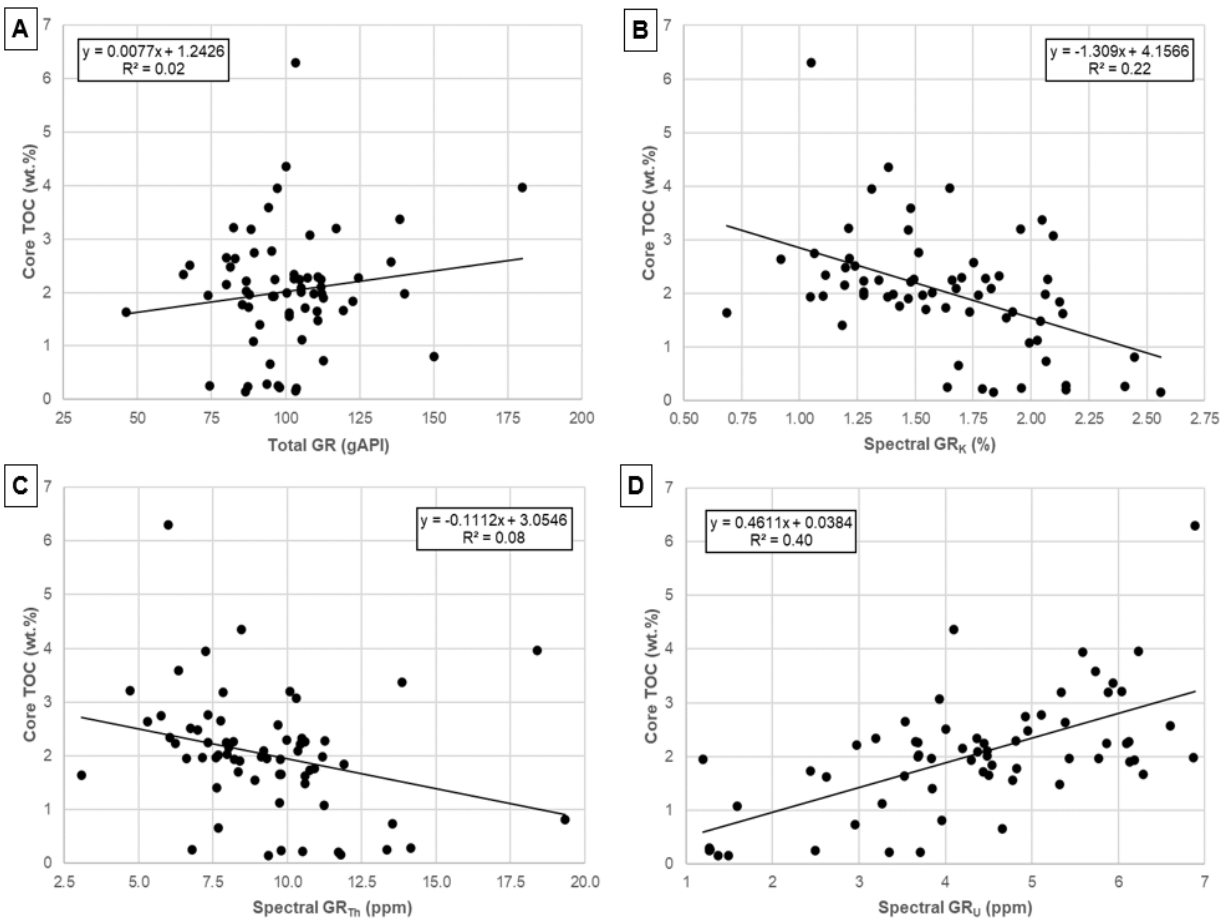 A
y = 0.0077x + 1.2426
R² = 0.02
7
6
5
4
3
2
1
0
Core TOC (wt.%)
25 50 75 100 125 150 175 200
Total GR (gAPI)
B
y = -1.309x + 4.1566
R² = 0.22
7
6
5
4
3
2
1
0
Core TOC (wt.%)
0.50 0.75 1.00 1.25 1.50 1.75 2.00 2.25 2.50 2.75
Spectral GRK (%)
C
y = -0.1112x + 3.0546
R² = 0.08
7
6
5
4
3
2
1
0
Core TOC (wt.%)
2.5 5.0 7.5 10.0 12.5 15.0 17.5 20.0
Spectral GRTh (ppm)
D
y = 0.4611x + 0.0384
R² = 0.40
7
6
5
4
3
2
1
0
Core TOC (wt.%)
1 2 3 4 5 6 7
Spectral GRU (ppm)